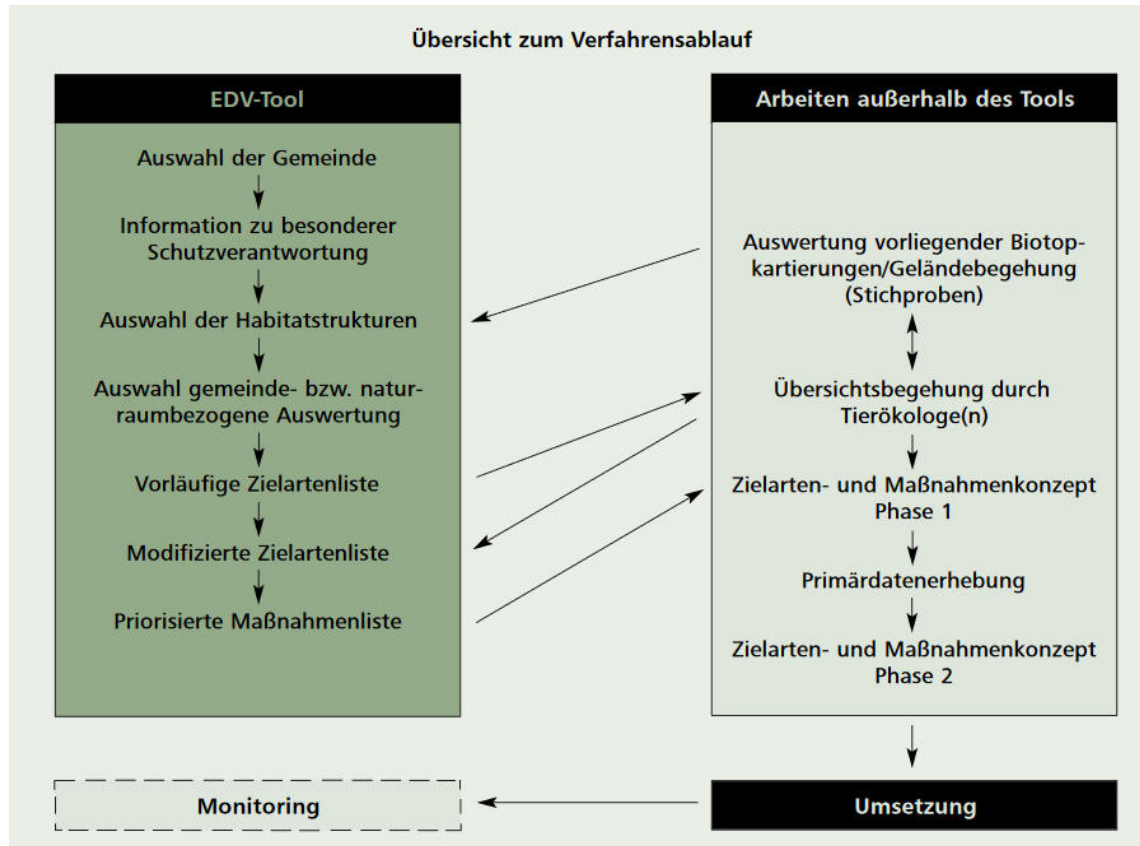 Übersicht zum Verfahrensablauf
EDV-Tool
Auswahl der Gemeinde
Information zu besonderer
Schutzverantwortung
Auswahl der Habitatstrukturen
Auswahl gemeinde- bzw. natur-
raumbezogene Auswertung
Vorläufige Zielartenliste
Modifizierte Zielartenliste
Priorisierte Maßnahmenliste
Arbeiten außerhalb des Tools
Auswertung vorliegender Biotop-
kartierungen/Geländebegehung
(Stichproben)
Übersichtsbegehung durch
Tierökologe(n)
Zielarten- und Maßnahmenkonzept
Phase 1
Primärdatenerhebung
Zielarten- und Maßnahmenkonzept
Phase 2
Monitoring
Umsetzung